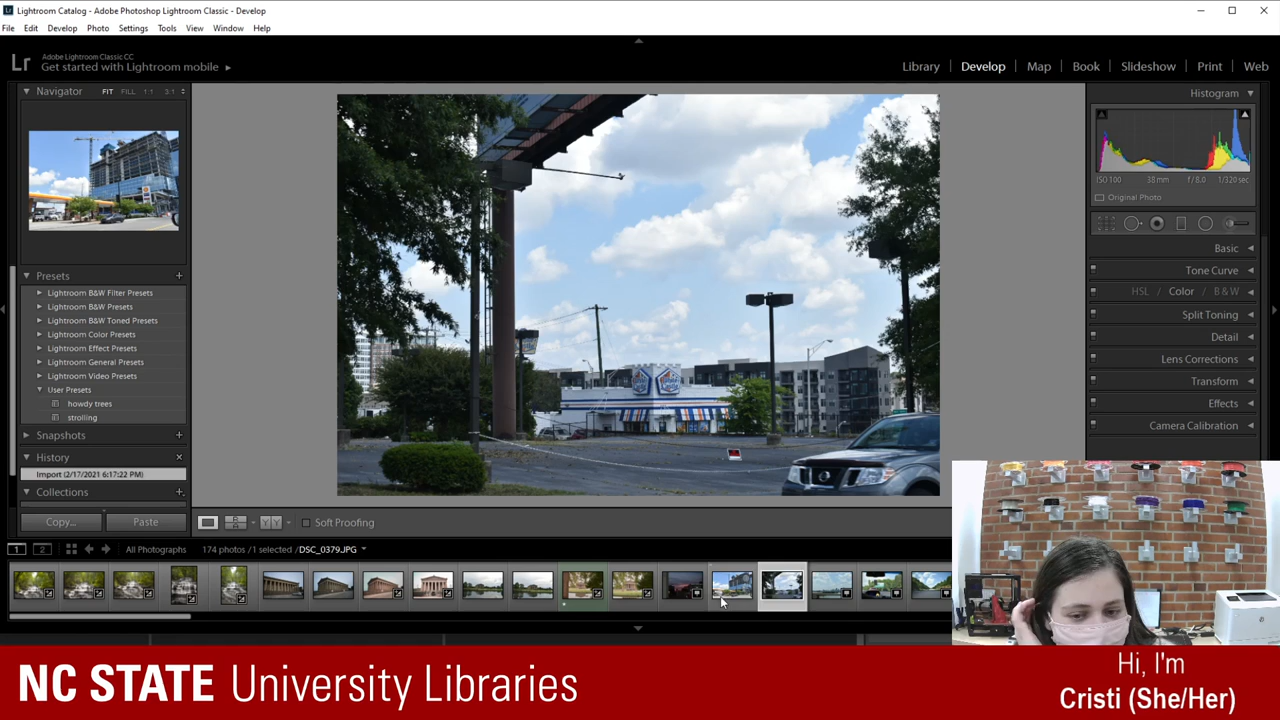 Lightroom Catalog - Adobe Photoshop Lightroom Classic - Develop
File Edit Develop Photo Settings Tools View Window Help
Lr
Adobe Lightroom Classic CC
Get started with Lightroom mobile
Library | Develop | Map | Book | Slideshow | Print | Web
Navigator FIT FILL 1:1 3:1
Histogram
ISO 100 38 mm f / 8.0 1/320 sec
Original Photo
Basic
Tone Curve
HSL / Color / B & W
Split Toning
Detail
Lens Corrections
Transform
Effects
Camera Calibration
Presets
Lightroom B&W Filter Presets
Lightroom B&W Presets
Lightroom B&W Toned Presets
Lightroom Color Presets
Lightroom Effect Presets
Lightroom General Presets
Lightroom Video Presets
User Presets
howdy trees
strolling
Snapshots
History
Import (2/17/2021 6:17:22 PM)
Collections
Copy... Paste
Soft Proofing
1 2 All Photographs 174 photos / 1 selected / DSC_0379.JPG
NC STATE University Libraries
Hi, I'm
Cristi (She/Her)